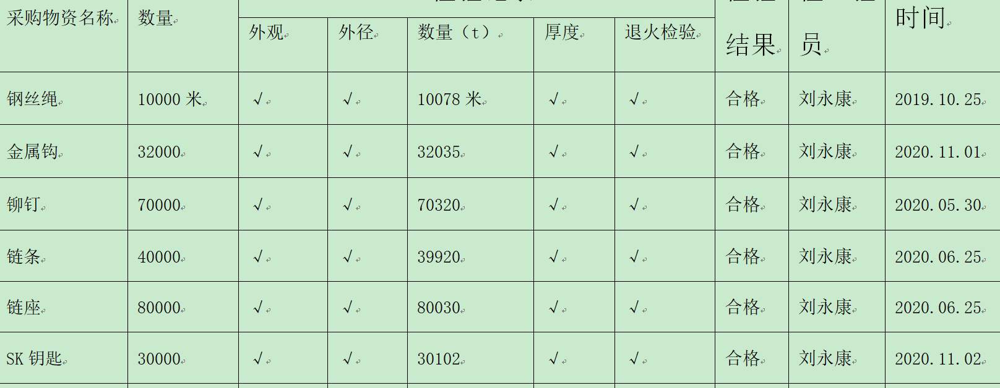 采购物资名称 数量 时间
外观 外径 数量（t） 厚度 退火检验
结果 员
钢丝绳 10000 米 √ √ 10078 米 √ √ 合格 刘永康 2019.10.25
金属钩 32000 √ √ 32035 √ √ 合格 刘永康 2020.11.01
铆钉 70000 √ √ 70320 √ √ 合格 刘永康 2020.05.30
链条 40000 √ √ 39920 √ √ 合格 刘永康 2020.06.25
链座 80000 √ √ 80030 √ √ 合格 刘永康 2020.06.25
SK 钥匙 30000 √ √ 30102 √ √ 合格 刘永康 2020.11.02